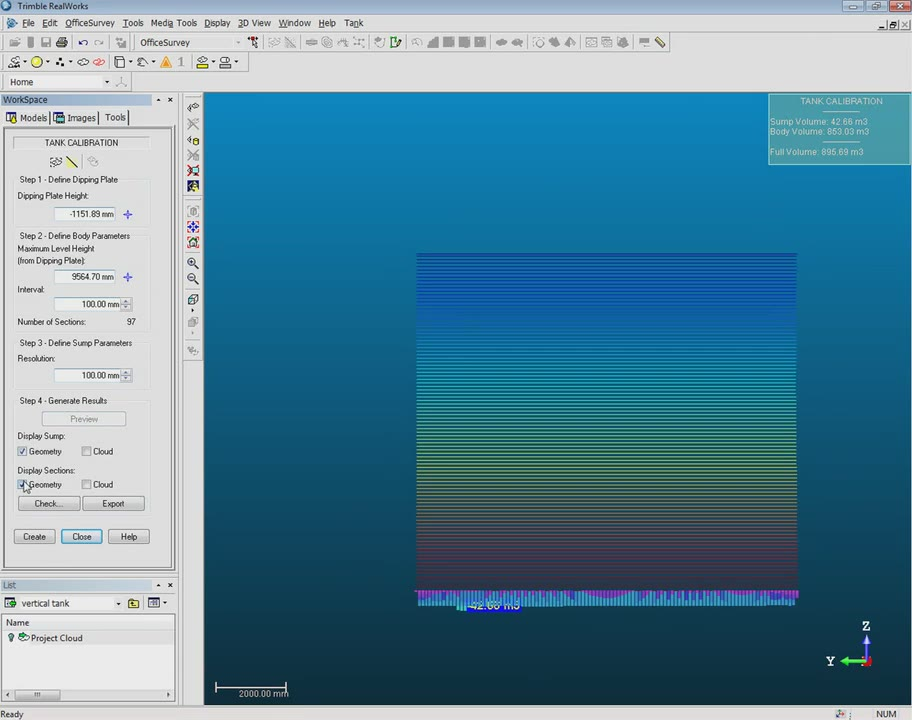 Trimble RealWorks
File Edit OfficeSurvey Tools Media Tools Display 3D View Window Help Tank
OfficeSurvey
1
Home
WorkSpace
Models Images Tools
TANK CALIBRATION
Step 1 - Define Dipping Plate
Dipping Plate Height:
-1151.89 mm
Step 2 - Define Body Parameters
Maximum Level Height
(from Dipping Plate):
9564.70 mm
Interval:
100.00 mm
Number of Sections: 97
Step 3 - Define Sump Parameters
Resolution:
100.00 mm
Step 4 - Generate Results
Preview
Display Sump:
Geometry Cloud
Display Sections:
Geometry Cloud
Check... Export
Create Close Help
List
vertical tank
Name
Project Cloud
Ready
TANK CALIBRATION
Sump Volume: 42.66 m3
Body Volume: 853.03 m3
Full Volume: 895.69 m3
42.66 m3
Z
Y
2000.00 mm
NUM